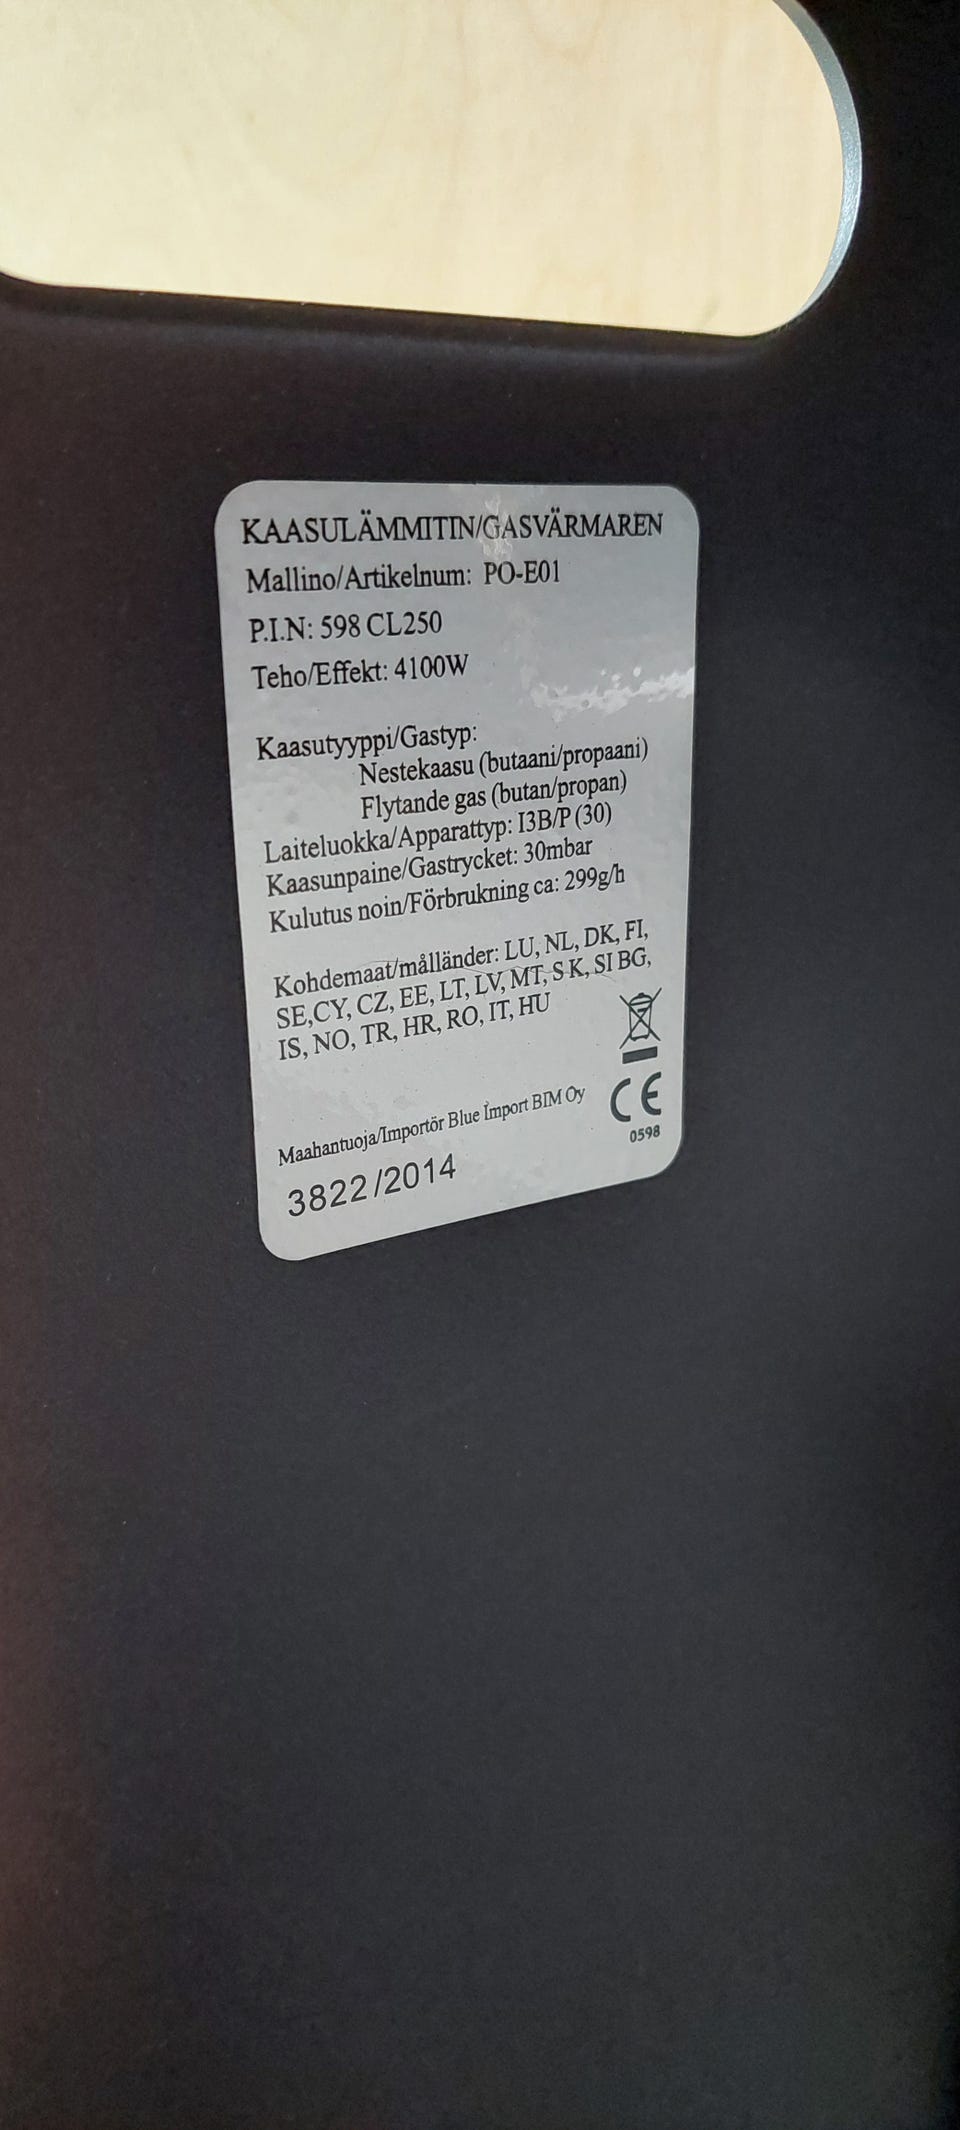 KAASULÄMMITIN/GASVÄRMAREN
Mallino/Artikelnum: PO-E01
P.I.N: 598 CL250
Teho/Effekt: 4100W
Kaasutyyppi/Gastyp:
Nestekaasu (butaani/propaani)
Flytande gas (butan/propan)
Laiteluokka/Apparattyp: I3B/P (30)
Kaasunpaine/Gastrycket: 30mbar
Kulutus noin/Förbrukning ca: 299g/h
Kohdemaat/målländer: LU, NL, DK, FI,
SE,CY, CZ, EE, LT, LV, MT, S K, SI BG,
IS, NO, TR, HR, RO, IT, HU
Maahantuoja/Importör Blue Import BIM Oy
CE
0598
3822/2014